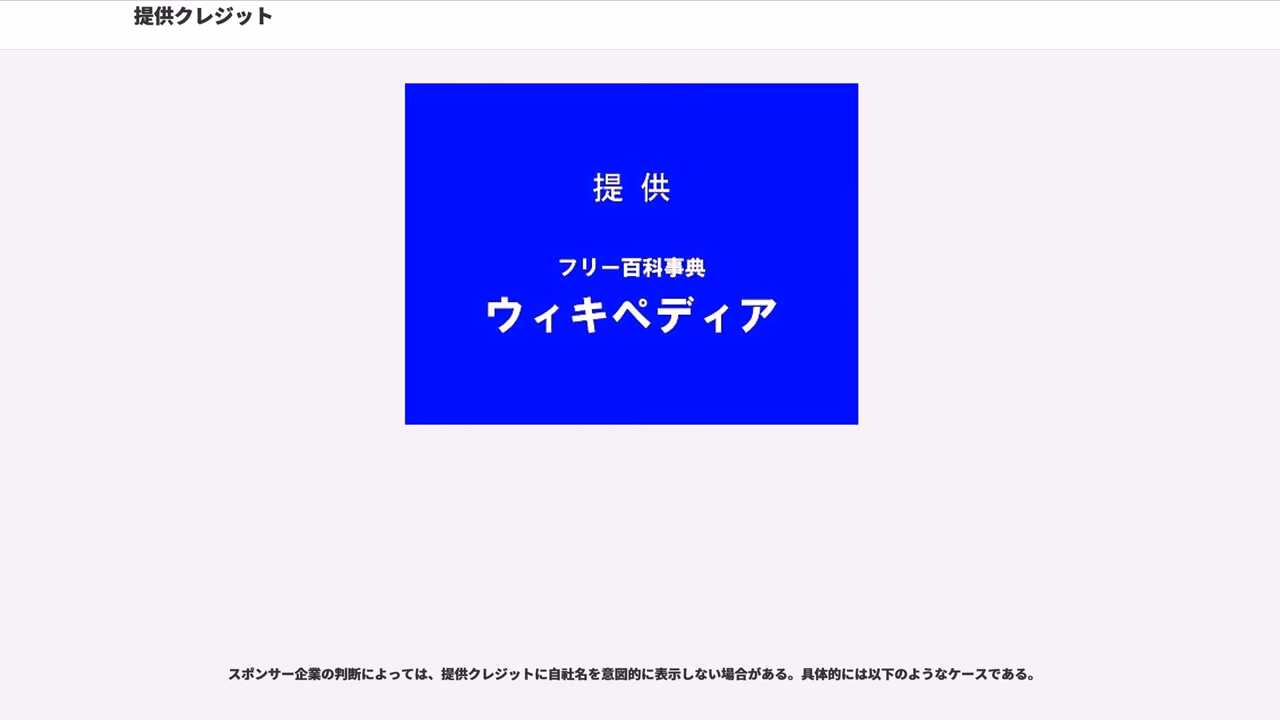 提供クレジット
提 供
フリー百科事典
ウィキペディア
スポンサー企業の判断によっては、提供クレジットに自社名を意図的に表示しない場合がある。具体的には以下のようなケースである。